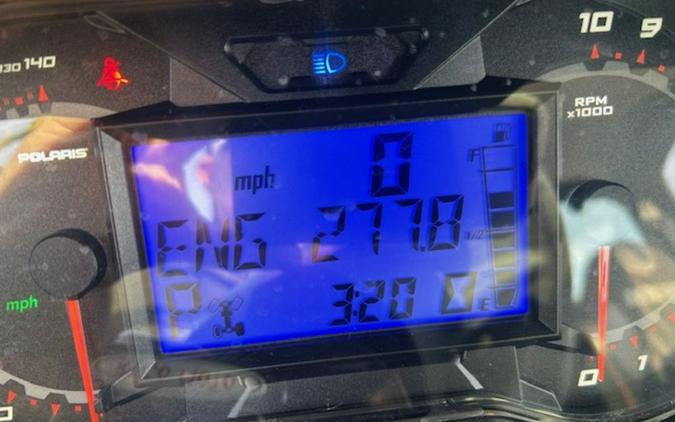 130 140
10 9
RPM
x1000
POLARIS
mph 0
F
ENG 277.8
1/2
mph
P 3:20
E
0 1
0